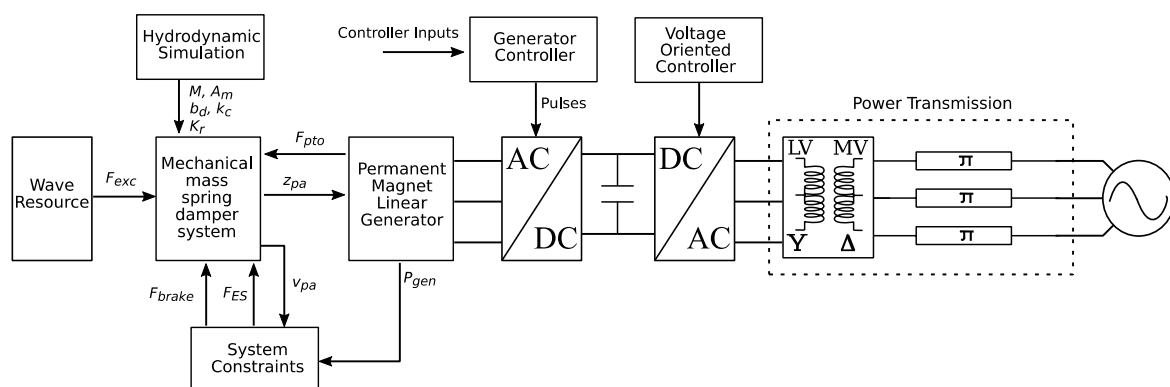 Hydrodynamic
Simulation
Controller Inputs
Generator
Controller
Voltage
Oriented
Controller
M, A_m
b_d, k_c
K_r
Pulses
Power Transmission
Wave
Resource
F_exc
Mechanical
mass
spring
damper
system
F_pto
z_pa
Permanent
Magnet
Linear
Generator
AC
DC
DC
AC
LV MV
Y Δ
π
π
π
F_brake
F_ES
v_pa
P_gen
System
Constraints